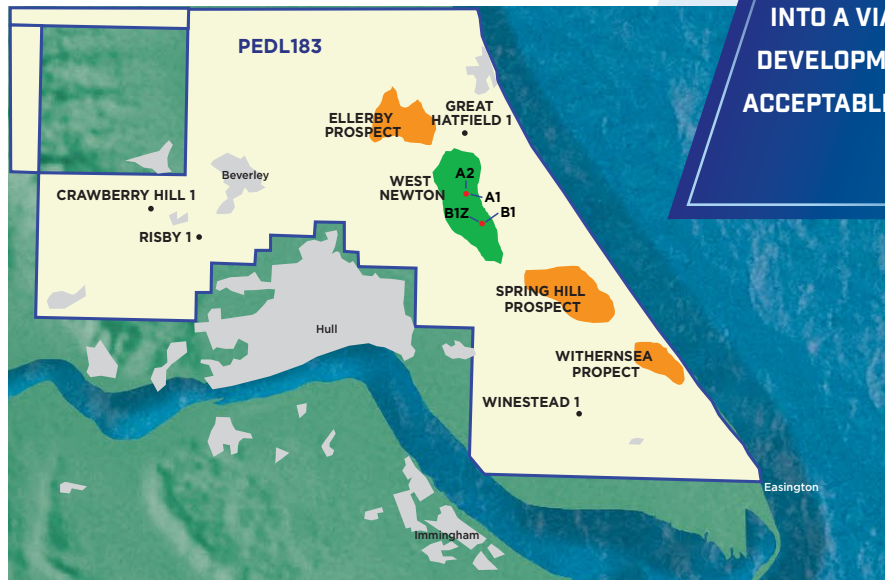 INTO A VIA
DEVELOPM
ACCEPTABLE
PEDL183
ELLERBY
PROSPECT
GREAT
HATFIELD 1
Beverley
WEST
NEWTON
A2
A1
B1Z
B1
CRAWBERRY HILL 1
RISBY 1
SPRING HILL
PROSPECT
Hull
WITHERNSEA
PROPECT
WINESTEAD 1
Easington
Immingham